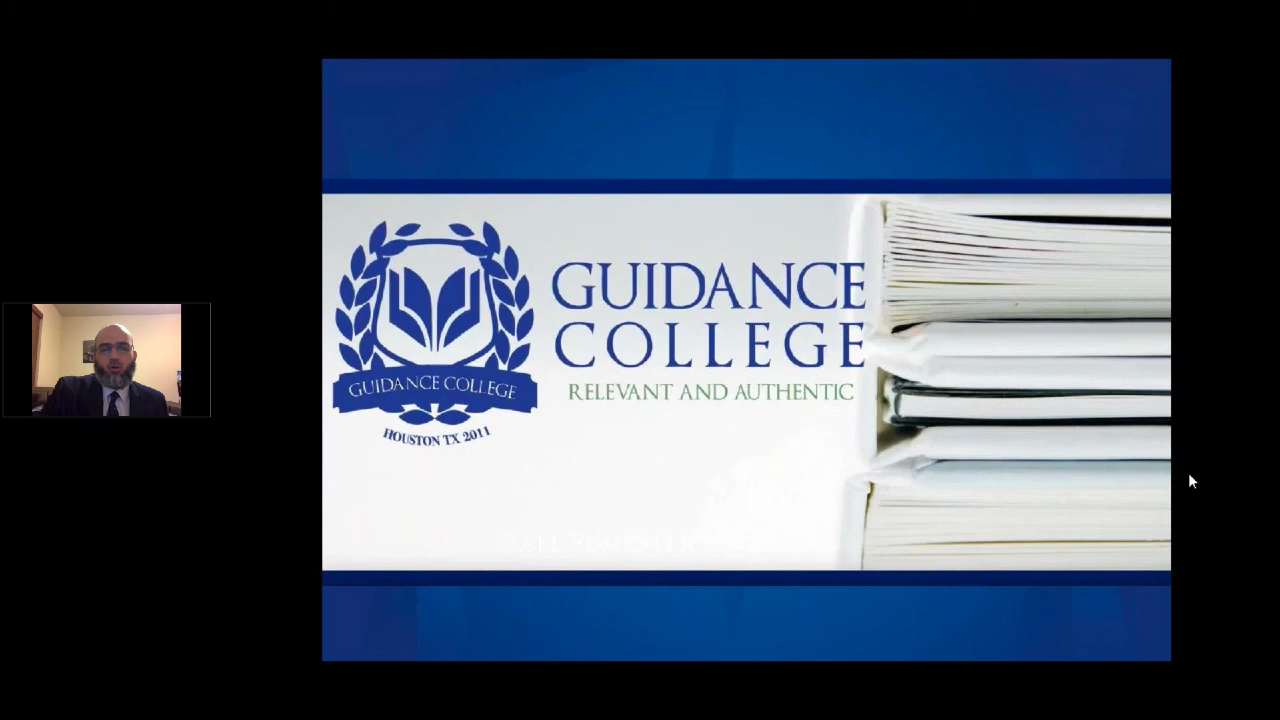 GUIDANCE
COLLEGE
RELEVANT AND AUTHENTIC
GUIDANCE COLLEGE
HOUSTON TX 2011